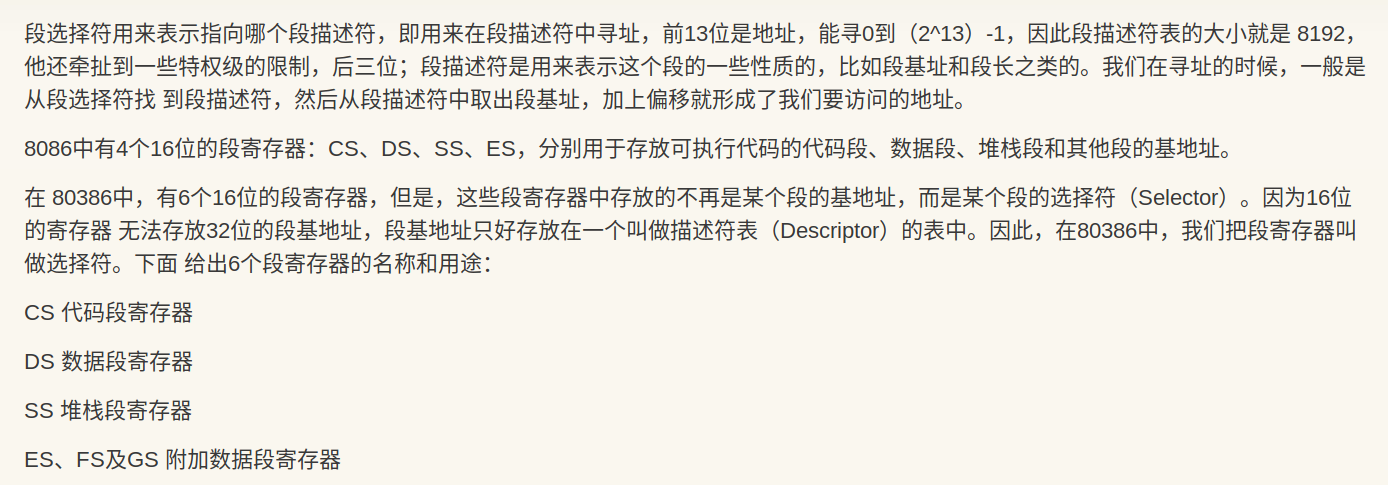 段选择符用来表示指向哪个段描述符，即用来在段描述符中寻址，前13位是地址，能寻0到（2^13）-1，因此段描述符表的大小就是 8192，
他还牵扯到一些特权级的限制，后三位；段描述符是用来表示这个段的一些性质的，比如段基址和段长之类的。我们在寻址的时候，一般是
从段选择符找 到段描述符，然后从段描述符中取出段基址，加上偏移就形成了我们要访问的地址。
8086中有4个16位的段寄存器：CS、DS、SS、ES，分别用于存放可执行代码的代码段、数据段、堆栈段和其他段的基地址。
在 80386中，有6个16位的段寄存器，但是，这些段寄存器中存放的不再是某个段的基地址，而是某个段的选择符（Selector）。因为16位
的寄存器 无法存放32位的段基地址，段基地址只好存放在一个叫做描述符表（Descriptor）的表中。因此，在80386中，我们把段寄存器叫
做选择符。下面 给出6个段寄存器的名称和用途：
CS 代码段寄存器
DS 数据段寄存器
SS 堆栈段寄存器
ES、FS及GS 附加数据段寄存器